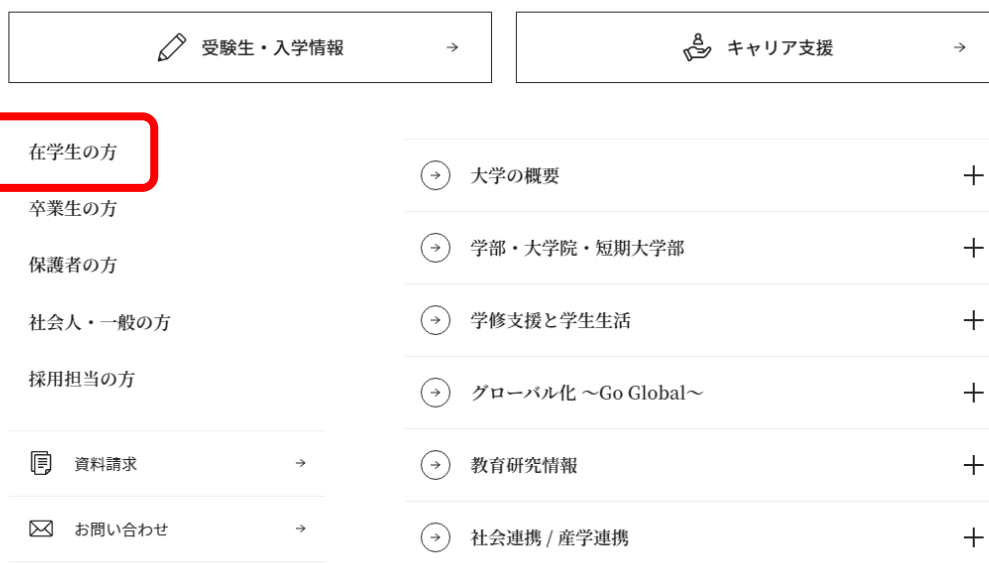 受験生・入学情報
キャリア支援
在学生の方
卒業生の方
保護者の方
社会人・一般の方
採用担当の方
資料請求
お問い合わせ
大学の概要
学部・大学院・短期大学部
学修支援と学生生活
グローバル化 ～Go Global～
教育研究情報
社会連携 / 産学連携